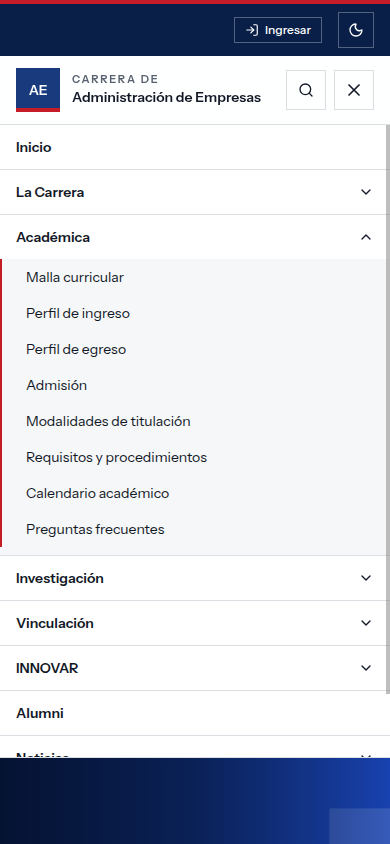 Ingresar
AE
CARRERA DE
Administración de Empresas
Inicio
La Carrera
Académica
Malla curricular
Perfil de ingreso
Perfil de egreso
Admisión
Modalidades de titulación
Requisitos y procedimientos
Calendario académico
Preguntas frecuentes
Investigación
Vinculación
INNOVAR
Alumni
Noticias